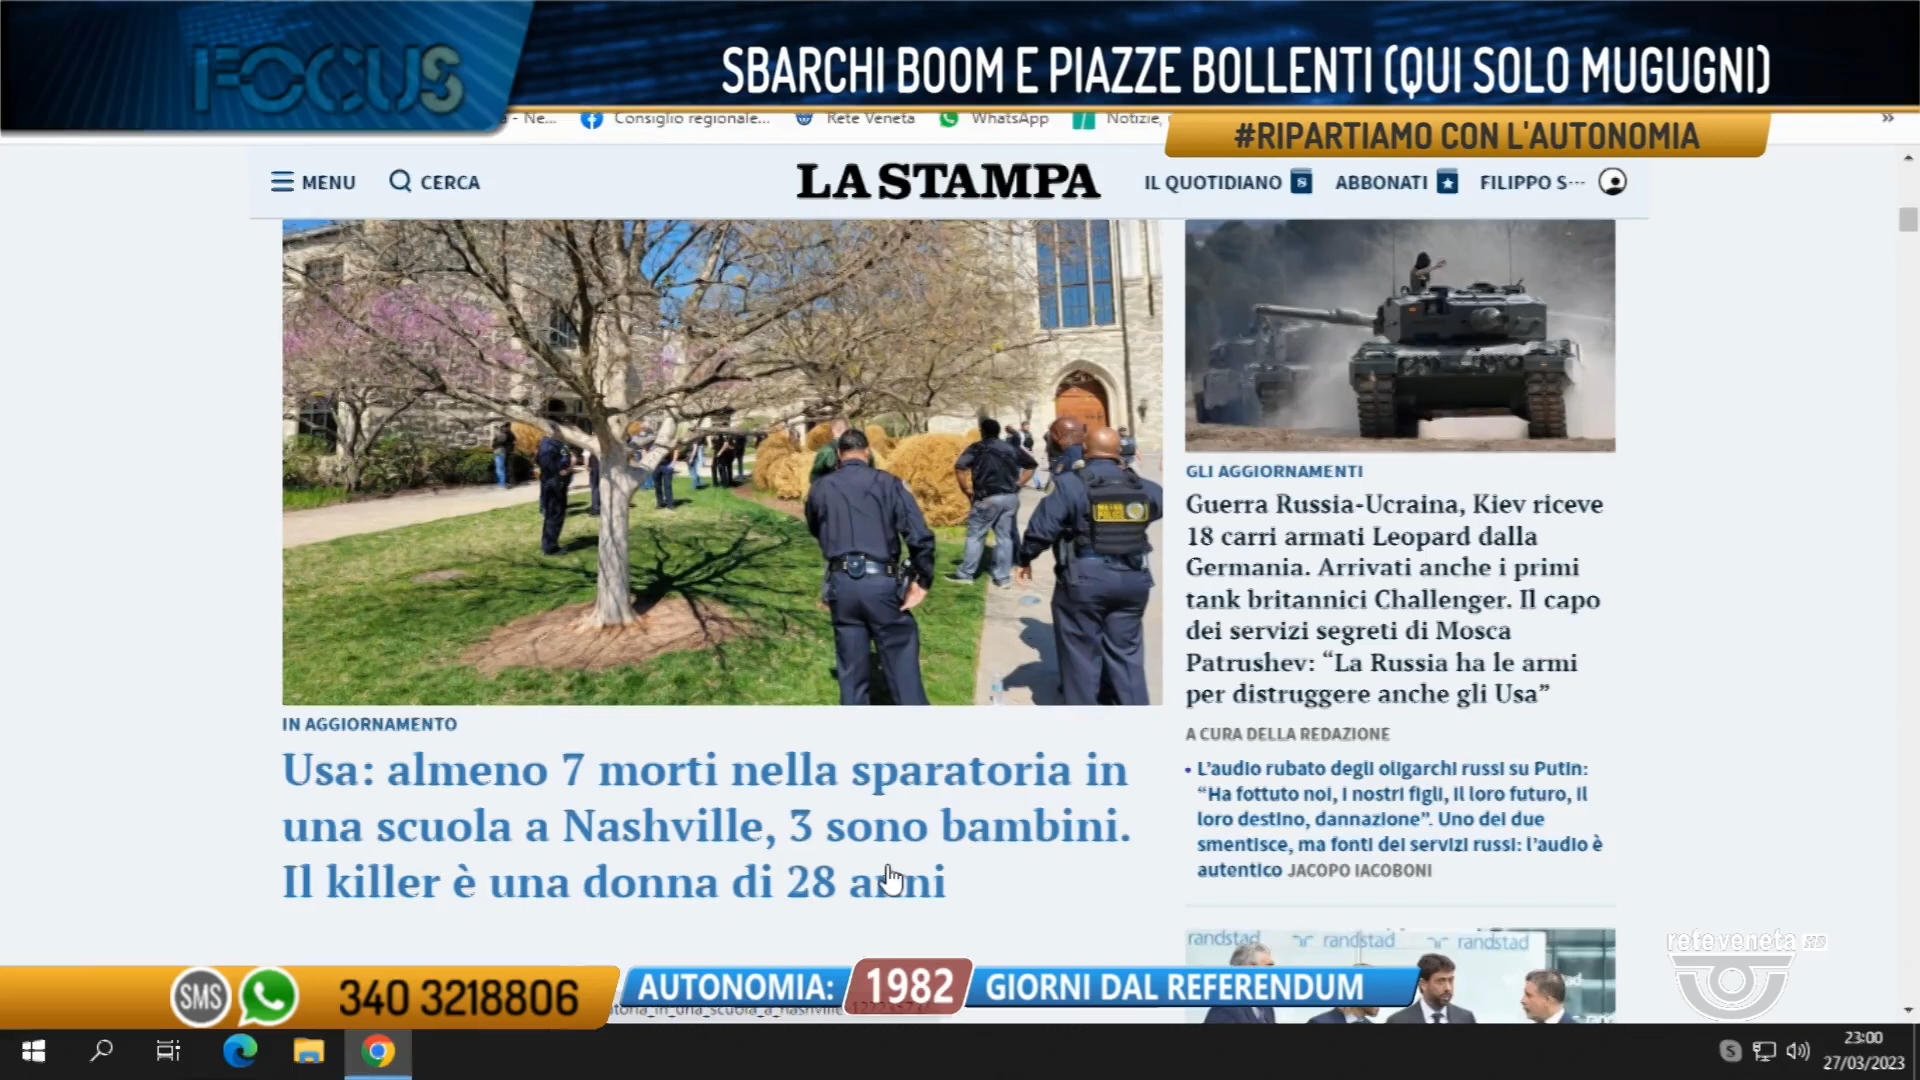 FOCUS
SBARCHI BOOM E PIAZZE BOLLENTI (QUI SOLO MUGUGNI)
#RIPARTIAMO CON L'AUTONOMIA
- Ne...
Consiglio regionale...
Rete Veneta
WhatsApp
Notizie,
»
MENU
CERCA
LA STAMPA
IL QUOTIDIANO
ABBONATI
FILIPPO S···
IN AGGIORNAMENTO
Usa: almeno 7 morti nella sparatoria in
una scuola a Nashville, 3 sono bambini.
Il killer è una donna di 28 anni
GLI AGGIORNAMENTI
Guerra Russia-Ucraina, Kiev riceve
18 carri armati Leopard dalla
Germania. Arrivati anche i primi
tank britannici Challenger. Il capo
dei servizi segreti di Mosca
Patrushev: “La Russia ha le armi
per distruggere anche gli Usa”
A CURA DELLA REDAZIONE
• L’audio rubato degli oligarchi russi su Putin:
“Ha fottuto noi, i nostri figli, il loro futuro, il
loro destino, dannazione”. Uno dei due
smentisce, ma fonti dei servizi russi: l’audio è
autentico JACOPO IACOBONI
randstad
randstad
randstad
reteveneta HD
SMS
340 3218806
AUTONOMIA: 1982 GIORNI DAL REFERENDUM
23:00
27/03/2023